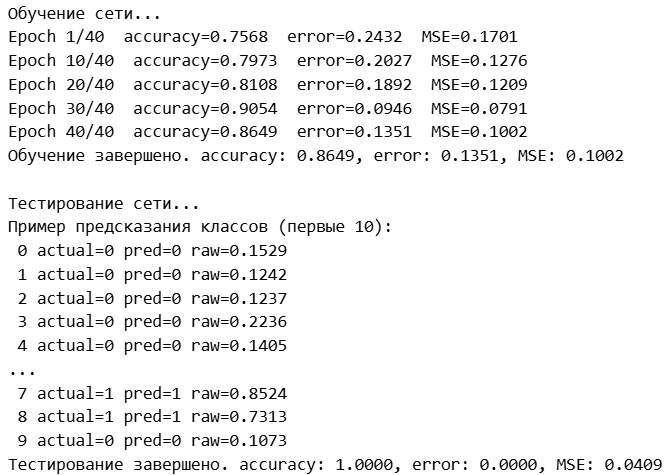 Обучение сети...
Epoch 1/40  accuracy=0.7568  error=0.2432  MSE=0.1701
Epoch 10/40  accuracy=0.7973  error=0.2027  MSE=0.1276
Epoch 20/40  accuracy=0.8108  error=0.1892  MSE=0.1209
Epoch 30/40  accuracy=0.9054  error=0.0946  MSE=0.0791
Epoch 40/40  accuracy=0.8649  error=0.1351  MSE=0.1002
Обучение завершено. accuracy: 0.8649, error: 0.1351, MSE: 0.1002

Тестирование сети...
Пример предсказания классов (первые 10):
 0 actual=0 pred=0 raw=0.1529
 1 actual=0 pred=0 raw=0.1242
 2 actual=0 pred=0 raw=0.1237
 3 actual=0 pred=0 raw=0.2236
 4 actual=0 pred=0 raw=0.1405
...
 7 actual=1 pred=1 raw=0.8524
 8 actual=1 pred=1 raw=0.7313
 9 actual=0 pred=0 raw=0.1073
Тестирование завершено. accuracy: 1.0000, error: 0.0000, MSE: 0.0409